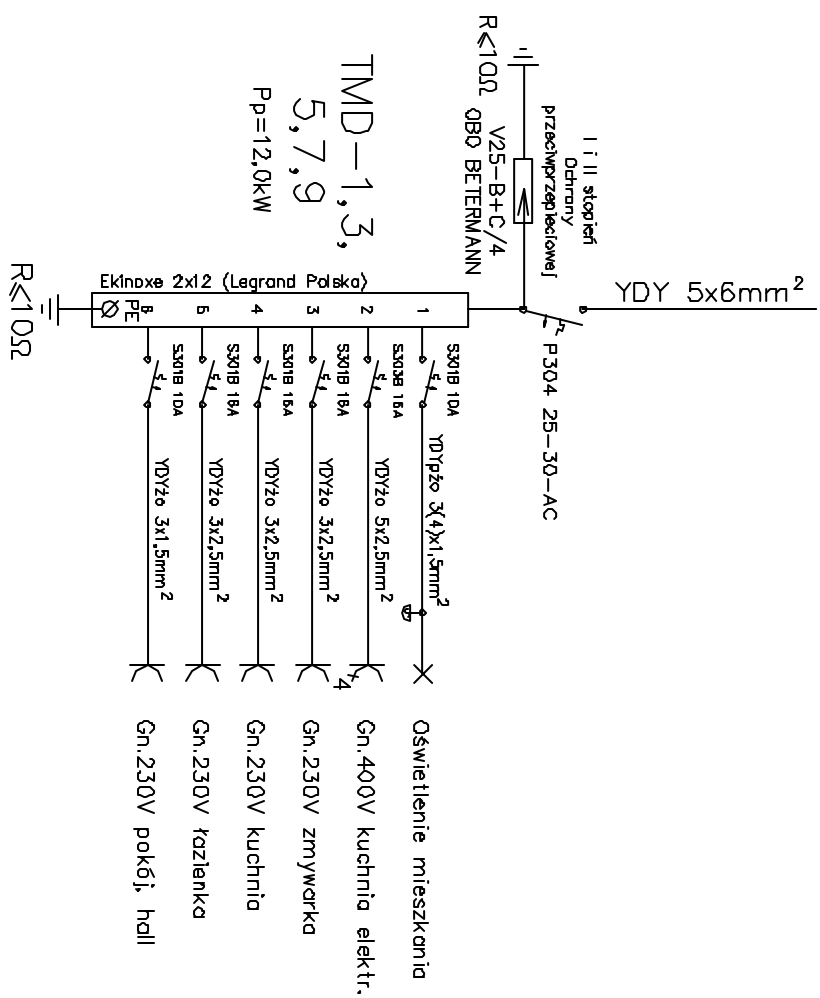 YDY 5x6mm²
P304 25-30-AC
I i II stopień
Ochrony
przeciwprzepięciowej
V25-B+C/4
OBO BETERMANN
R⩽10Ω
TMD-1,3,
5,7,9
Pp=12,0kW
Ekinoxe 2x12 (Legrand Polska)
1
2
3
4
5
6
PE
R⩽10Ω
S301B 10A
YDYpżo 3(4)x1,5mm²
Oświetlenie mieszkania
S303B 16A
YDYżo 5x2,5mm²
4
Gn.400V kuchnia elektr.
S301B 16A
YDYżo 3x2,5mm²
Gn.230V zmywarka
S301B 16A
YDYżo 3x2,5mm²
Gn.230V kuchnia
S301B 16A
YDYżo 3x2,5mm²
Gn.230V łazienka
S301B 10A
YDYżo 3x1,5mm²
Gn.230V pokój, hall